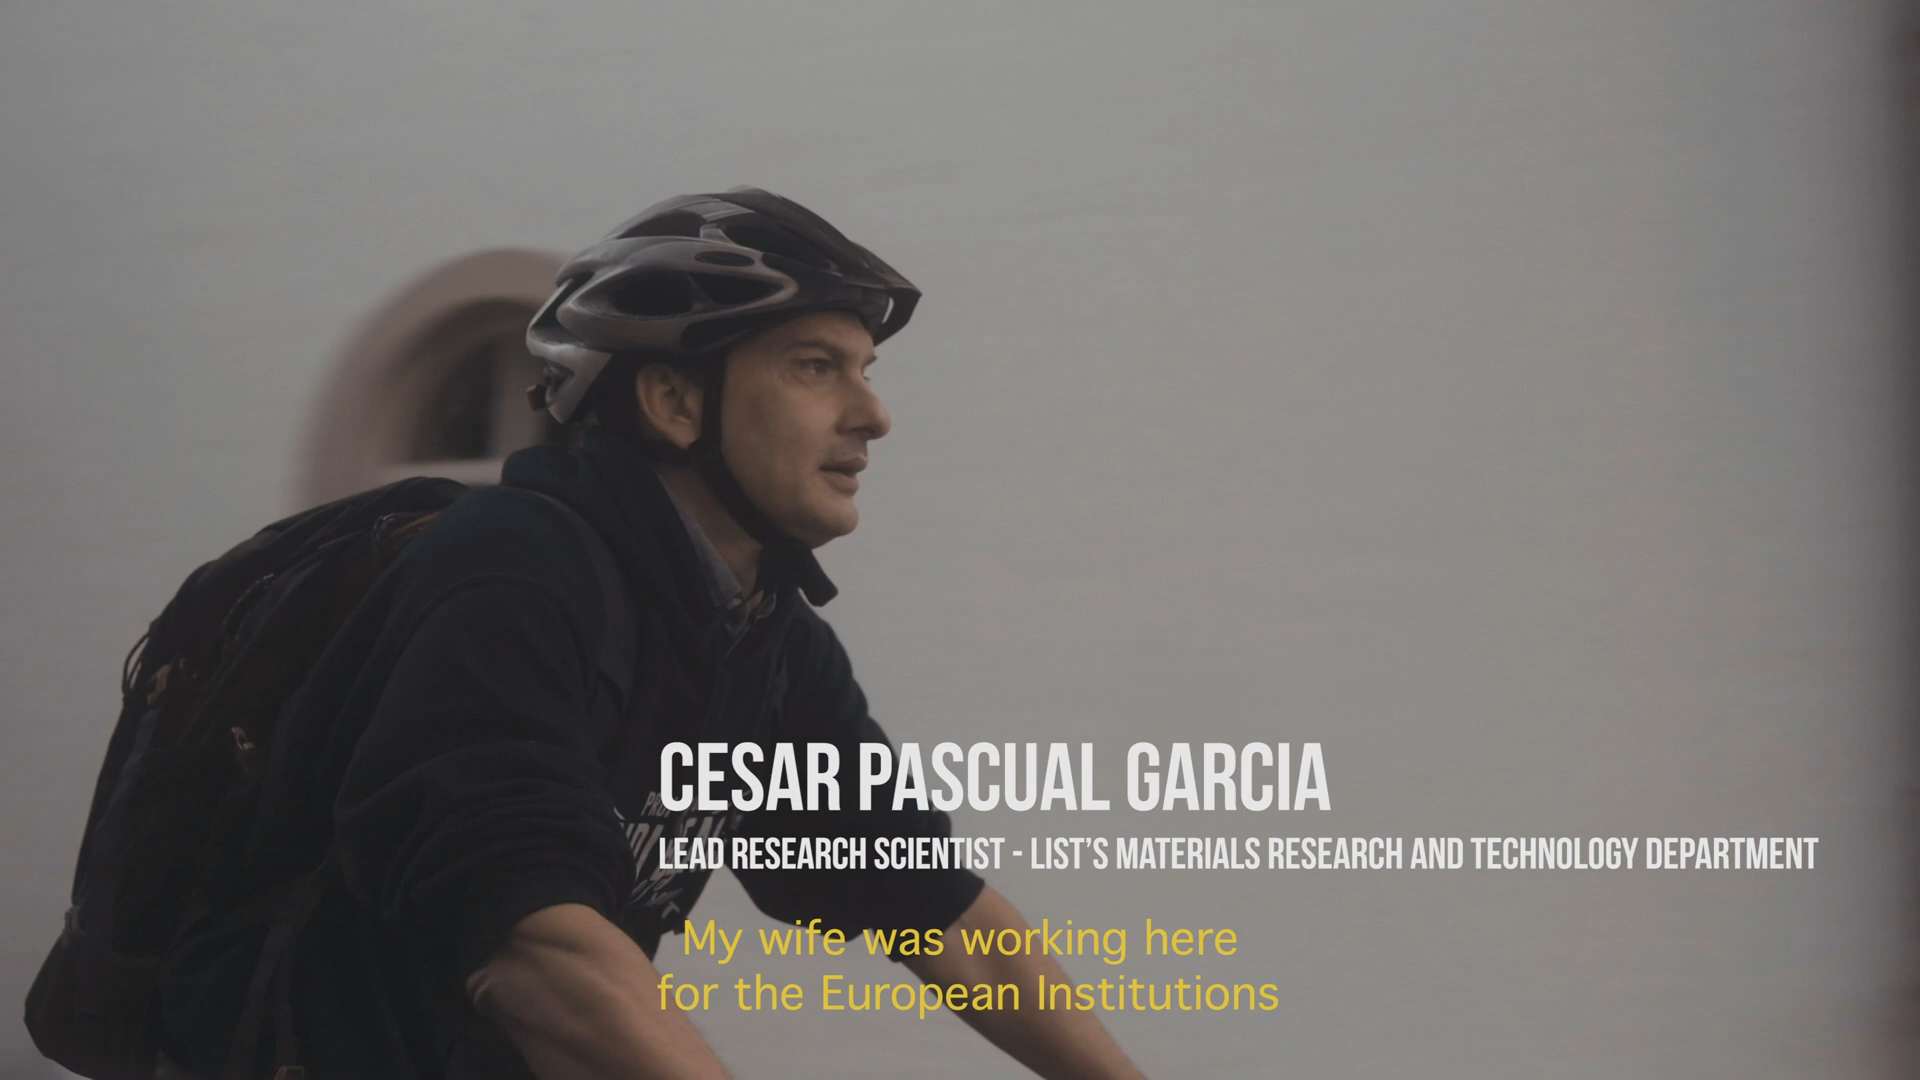 CESAR PASCUAL GARCIA
LEAD RESEARCH SCIENTIST - LIST'S MATERIALS RESEARCH AND TECHNOLOGY DEPARTMENT
My wife was working here
for the European Institutions